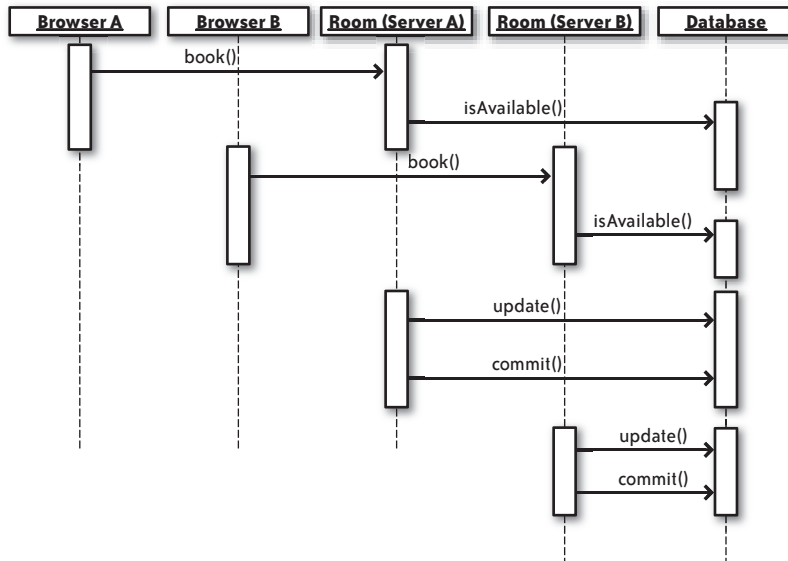 Browser A Browser B Room (Server A) Room (Server B) Database
book()
isAvailable()
book()
isAvailable()
update()
commit()
update()
commit()